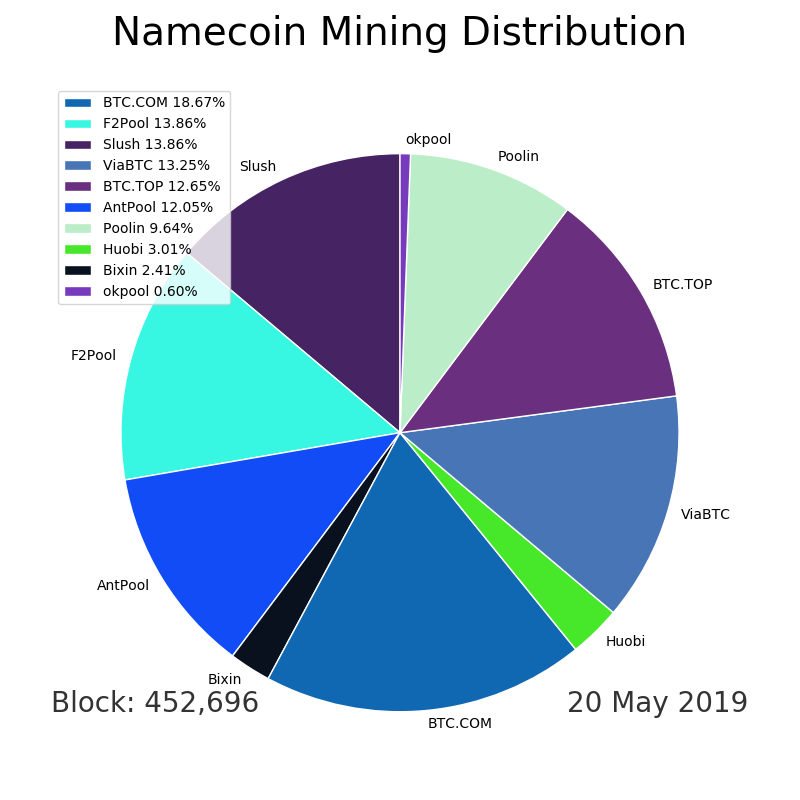 Namecoin Mining Distribution
BTC.COM 18.67%
F2Pool 13.86%
Slush 13.86%
ViaBTC 13.25%
BTC.TOP 12.65%
AntPool 12.05%
Poolin 9.64%
Huobi 3.01%
Bixin 2.41%
okpool 0.60%
okpool
Poolin
Slush
BTC.TOP
F2Pool
ViaBTC
AntPool
Huobi
Bixin
BTC.COM
Block: 452,696
20 May 2019